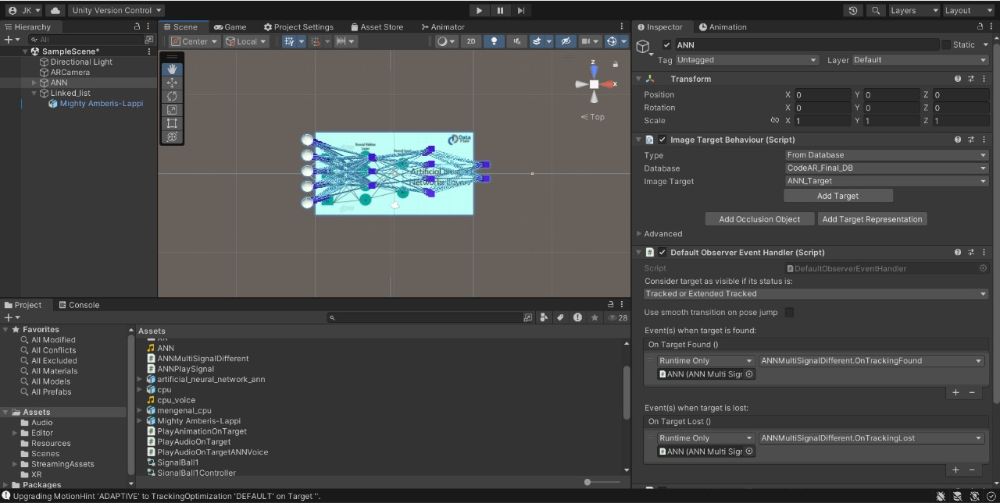 JK
Unity Version Control
Layers
Layout
Hierarchy
All
SampleScene*
Directional Light
ARCamera
ANN
Linked_list
Mighty Amberis-Lappi
Scene
Game
Project Settings
Asset Store
Animator
Center
Local
2D
z
x
Top
Neural Hidden
Layer
Data
Flair
Project
Console
28
Favorites
All Modified
All Conflicts
All Excluded
All Materials
All Models
All Prefabs
Assets
Audio
Editor
Resources
Scenes
StreamingAssets
XR
Packages
Assets
XR
ANN
ANNMultiSignalDifferent
ANNPlaySignal
artificial_neural_network_ann
cpu
cpu_voice
mengenal_cpu
Mighty Amberis-Lappi
PlayAnimationOnTarget
PlayAudioOnTarget
PlayAudioOnTargetANNVoice
SignalBall1
SignalBall1Controller
Inspector
Animation
ANN
Static
Tag Untagged Layer Default
Transform
Position X 0 Y 0 Z 0
Rotation X 0 Y 0 Z 0
Scale X 1 Y 1 Z 1
Image Target Behaviour (Script)
Type From Database
Database CodeAR_Final_DB
Image Target ANN_Target
Add Target
Add Occlusion Object Add Target Representation
Advanced
Default Observer Event Handler (Script)
Script DefaultObserverEventHandler
Consider target as visible if its status is:
Tracked or Extended Tracked
Use smooth transition on pose jump
Event(s) when target is found:
On Target Found ()
Runtime Only ANNMultiSignalDifferent.OnTrackingFound
ANN (ANN Multi Sigr
+ −
Event(s) when target is lost:
On Target Lost ()
Runtime Only ANNMultiSignalDifferent.OnTrackingLost
ANN (ANN Multi Sigr
+ −
Upgrading MotionHint 'ADAPTIVE' to TrackingOptimization 'DEFAULT' on Target ''.